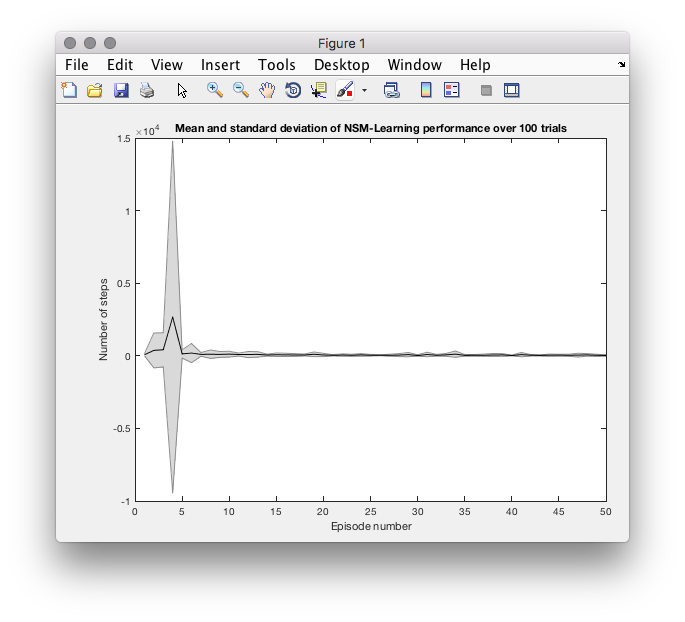 Figure 1
File Edit View Insert Tools Desktop Window Help
×10⁴
Mean and standard deviation of NSM-Learning performance over 100 trials
1.5
1
0.5
0
-0.5
-1
Number of steps
0 5 10 15 20 25 30 35 40 45 50
Episode number